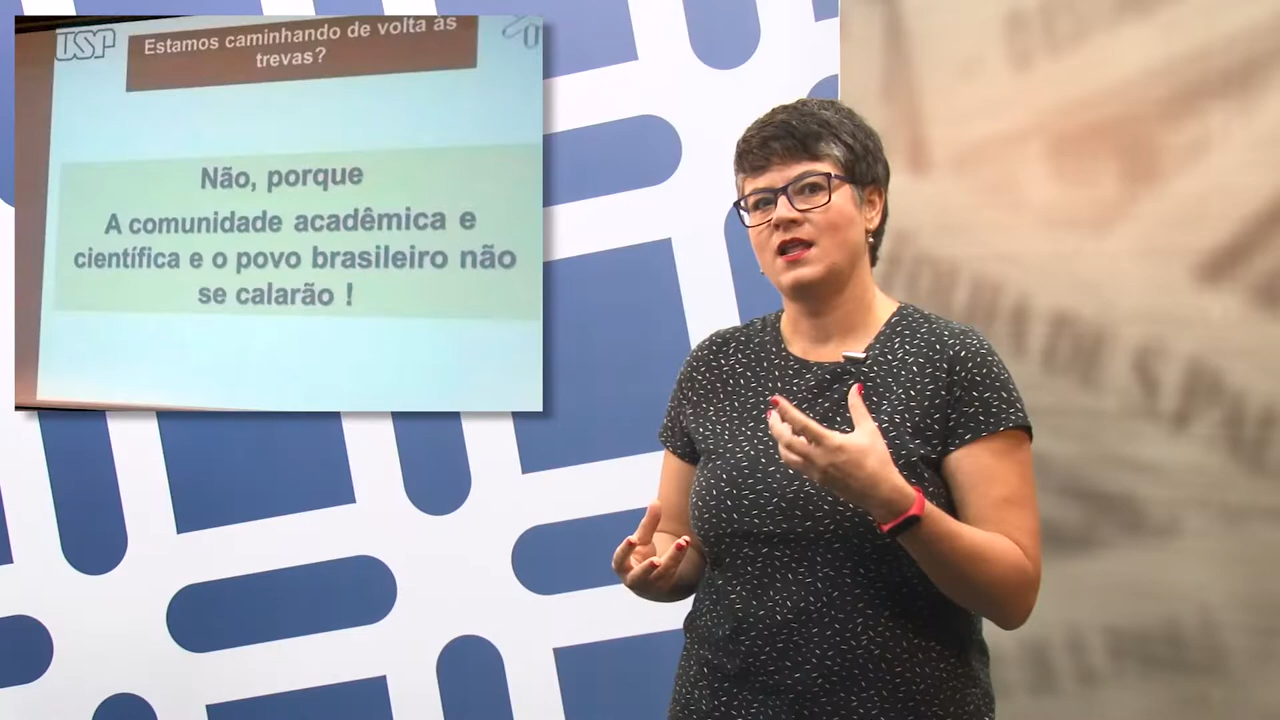 USP
Estamos caminhando de volta às
trevas?
Não, porque
A comunidade acadêmica e
científica e o povo brasileiro não
se calarão !